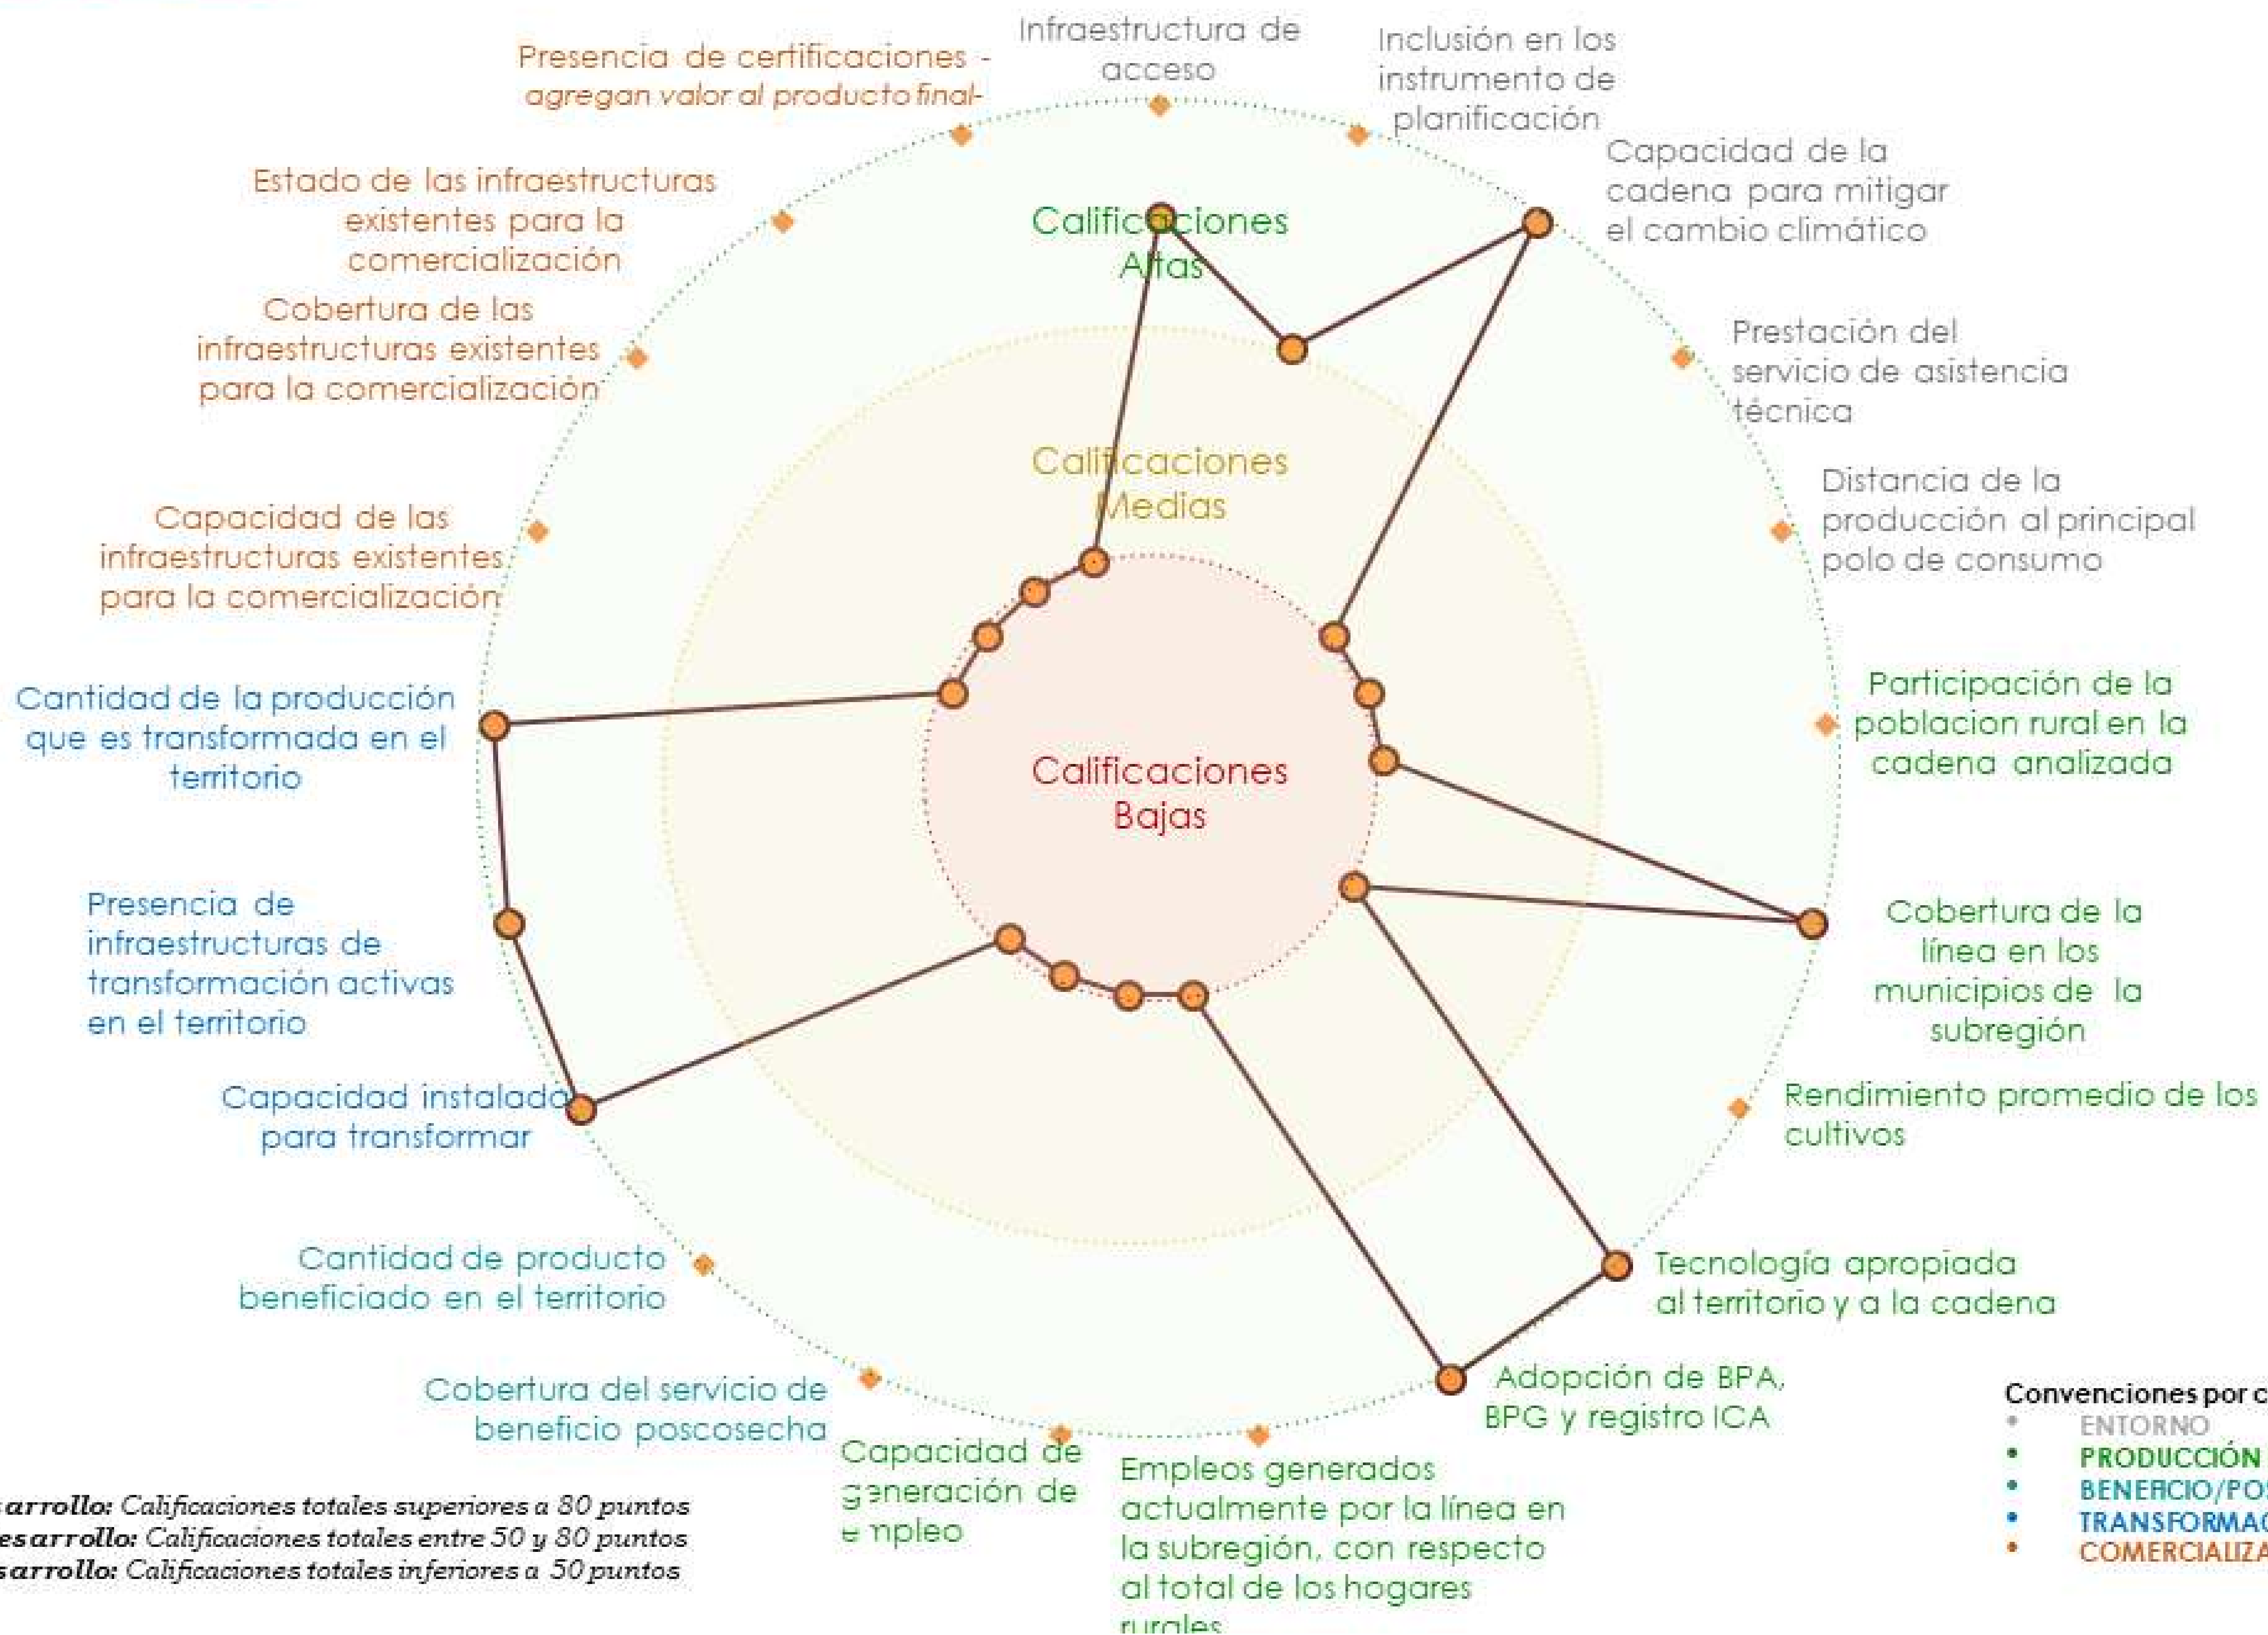 Infraestructura de
acceso
Inclusión en los
instrumento de
planificación
Capacidad de la
cadena para mitigar
el cambio climático
Prestación del
servicio de asistencia
técnica
Distancia de la
producción al principal
polo de consumo
Participación de la
poblacion rural en la
cadena analizada
Cobertura de la
línea en los
municipios de la
subregión
Rendimiento promedio de los
cultivos
Tecnología apropiada
al territorio y a la cadena
Adopción de BPA,
BPG y registro ICA
Empleos generados
actualmente por la línea en
la subregión, con respecto
al total de los hogares
rurales
Capacidad de
generación de
empleo
Cobertura del servicio de
beneficio poscosecha
Cantidad de producto
beneficiado en el territorio
Capacidad instalada
para transformar
Presencia de
infraestructuras de
transformación activas
en el territorio
Cantidad de la producción
que es transformada en el
territorio
Capacidad de las
infraestructuras existentes
para la comercialización
Cobertura de las
infraestructuras existentes
para la comercialización
Estado de las infraestructuras
existentes para la
comercialización
Presencia de certificaciones -
agregan valor al producto final-
Calificaciones
Altas
Calificaciones
Medias
Calificaciones
Bajas
arrollo: Calificaciones totales superiores a 80 puntos
esarrollo: Calificaciones totales entre 50 y 80 puntos
sarrollo: Calificaciones totales inferiores a 50 puntos
Convenciones por c
• ENTORNO
• PRODUCCIÓN
• BENEFICIO/POS
• TRANSFORMAC
• COMERCIALIZA